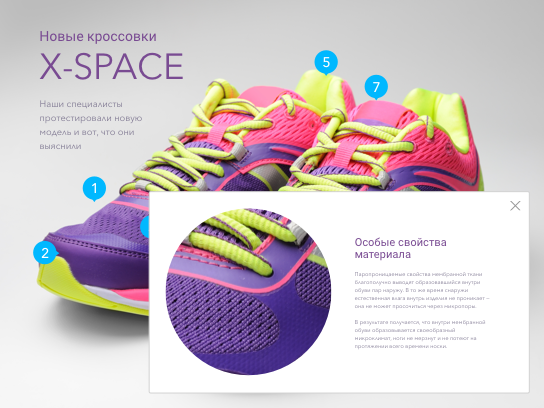 Новые кроссовки
X-SPACE
Наши специалисты
протестировали новую
модель и вот, что они
выяснили
5
7
1
2
Особые свойства
материала
Паропроницаемые свойства мембранной ткани
благополучно выводят образовавшийся внутри
обуви пар наружу. В то же время снаружи
естественная влага внутрь изделия не проникает –
она не может просочиться через микропоры.
В результате получается, что внутри мембранной
обуви образовывается своеобразный
микроклимат, ноги не мерзнут и не потеют на
протяжении всего времени носки.